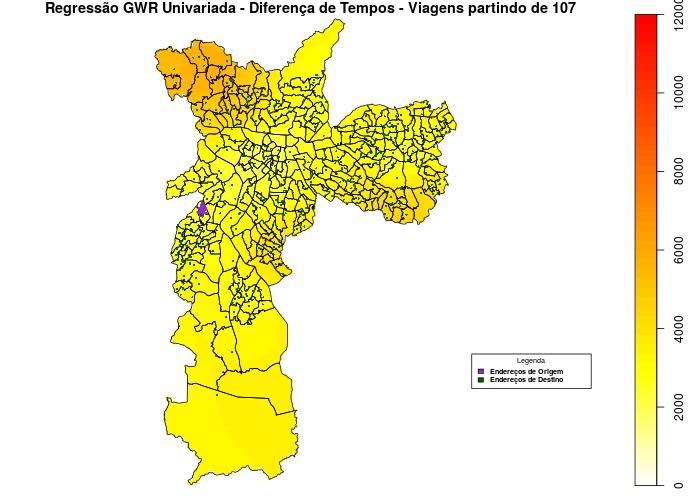 Regressão GWR Univariada - Diferença de Tempos - Viagens partindo de 107
12000
10000
8000
6000
4000
2000
0
Legenda
Endereços de Origem
Endereços de Destino